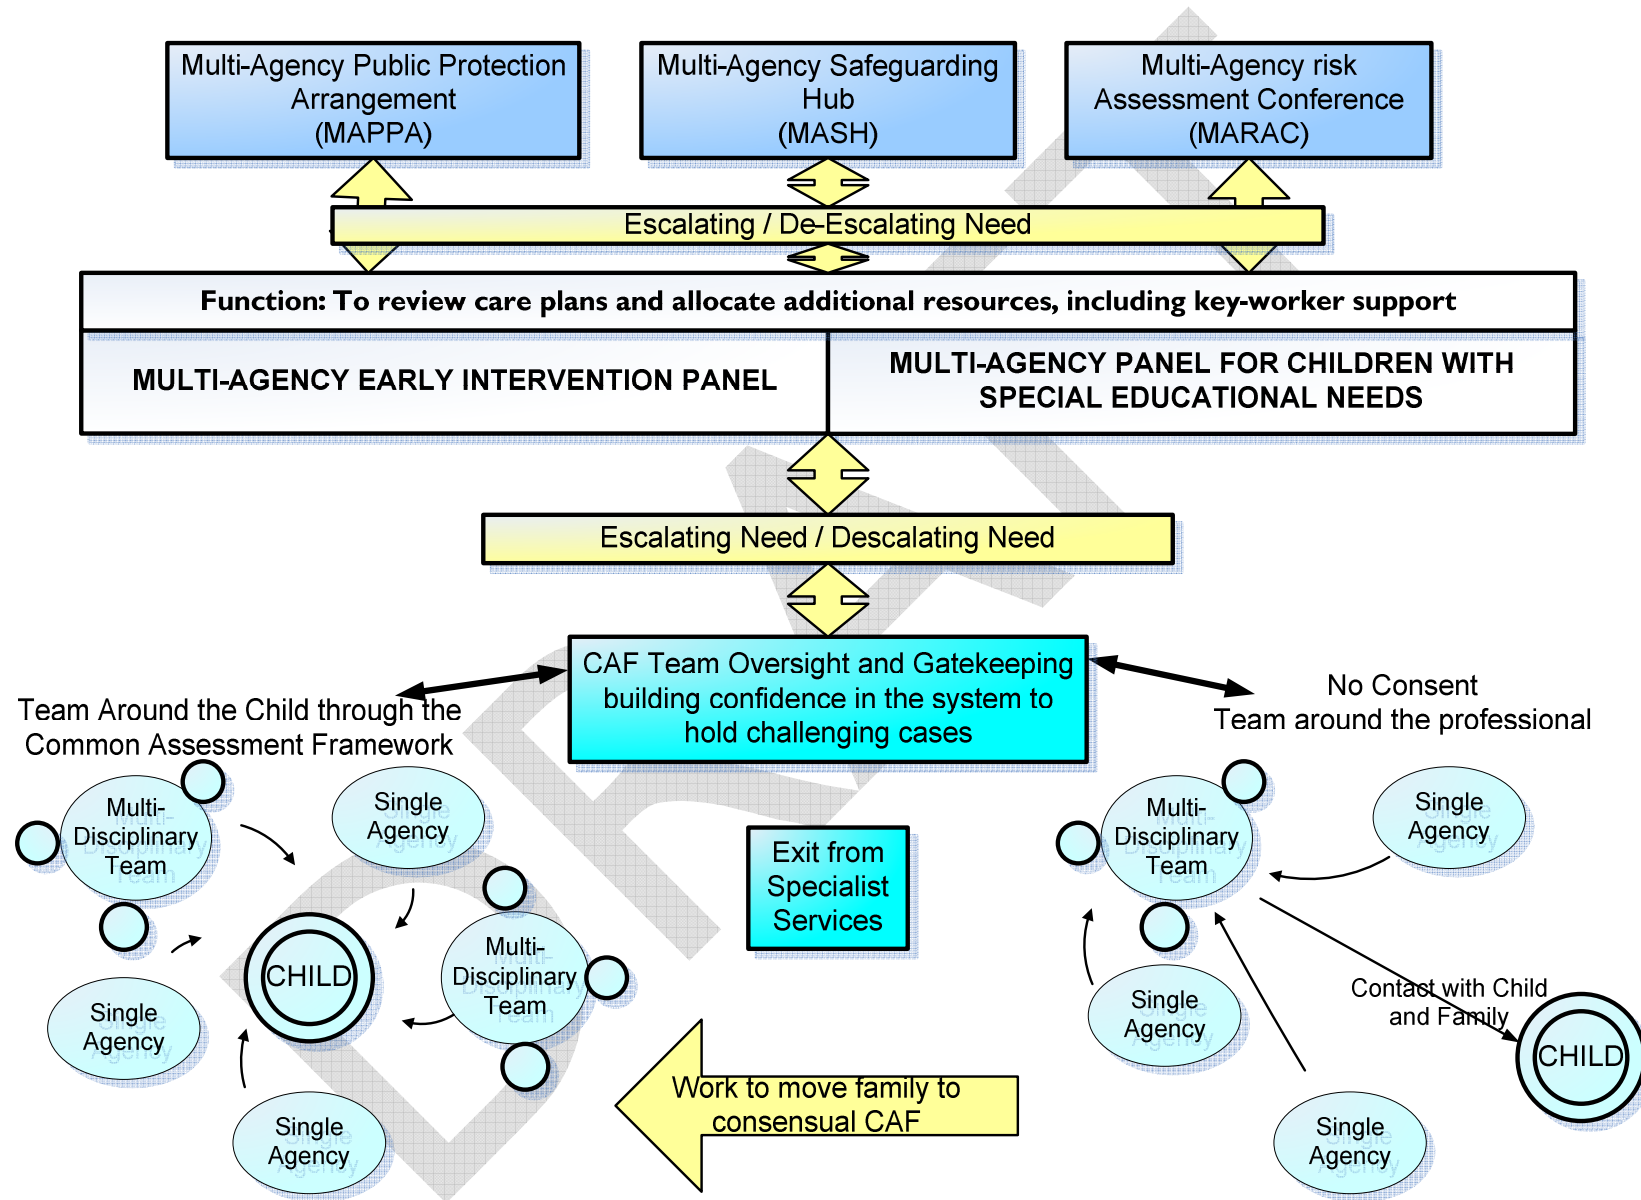 Multi-Agency Public Protection
Arrangement
(MAPPA)
Multi-Agency Safeguarding
Hub
(MASH)
Multi-Agency risk
Assessment Conference
(MARAC)
Escalating / De-Escalating Need
Function: To review care plans and allocate additional resources, including key-worker support
MULTI-AGENCY EARLY INTERVENTION PANEL
MULTI-AGENCY PANEL FOR CHILDREN WITH
SPECIAL EDUCATIONAL NEEDS
Escalating Need / Descalating Need
CAF Team Oversight and Gatekeeping
building confidence in the system to
hold challenging cases
Team Around the Child through the
Common Assessment Framework
No Consent
Team around the professional
Multi-
Disciplinary
Team
Single
Agency
Multi-
Disciplinary
Team
Single
Agency
Single
Agency
CHILD
Exit from
Specialist
Services
Multi-
Disciplinary
Team
Single
Agency
Single
Agency
Single
Agency
Contact with Child
and Family
CHILD
Work to move family to
consensual CAF
DRAFT